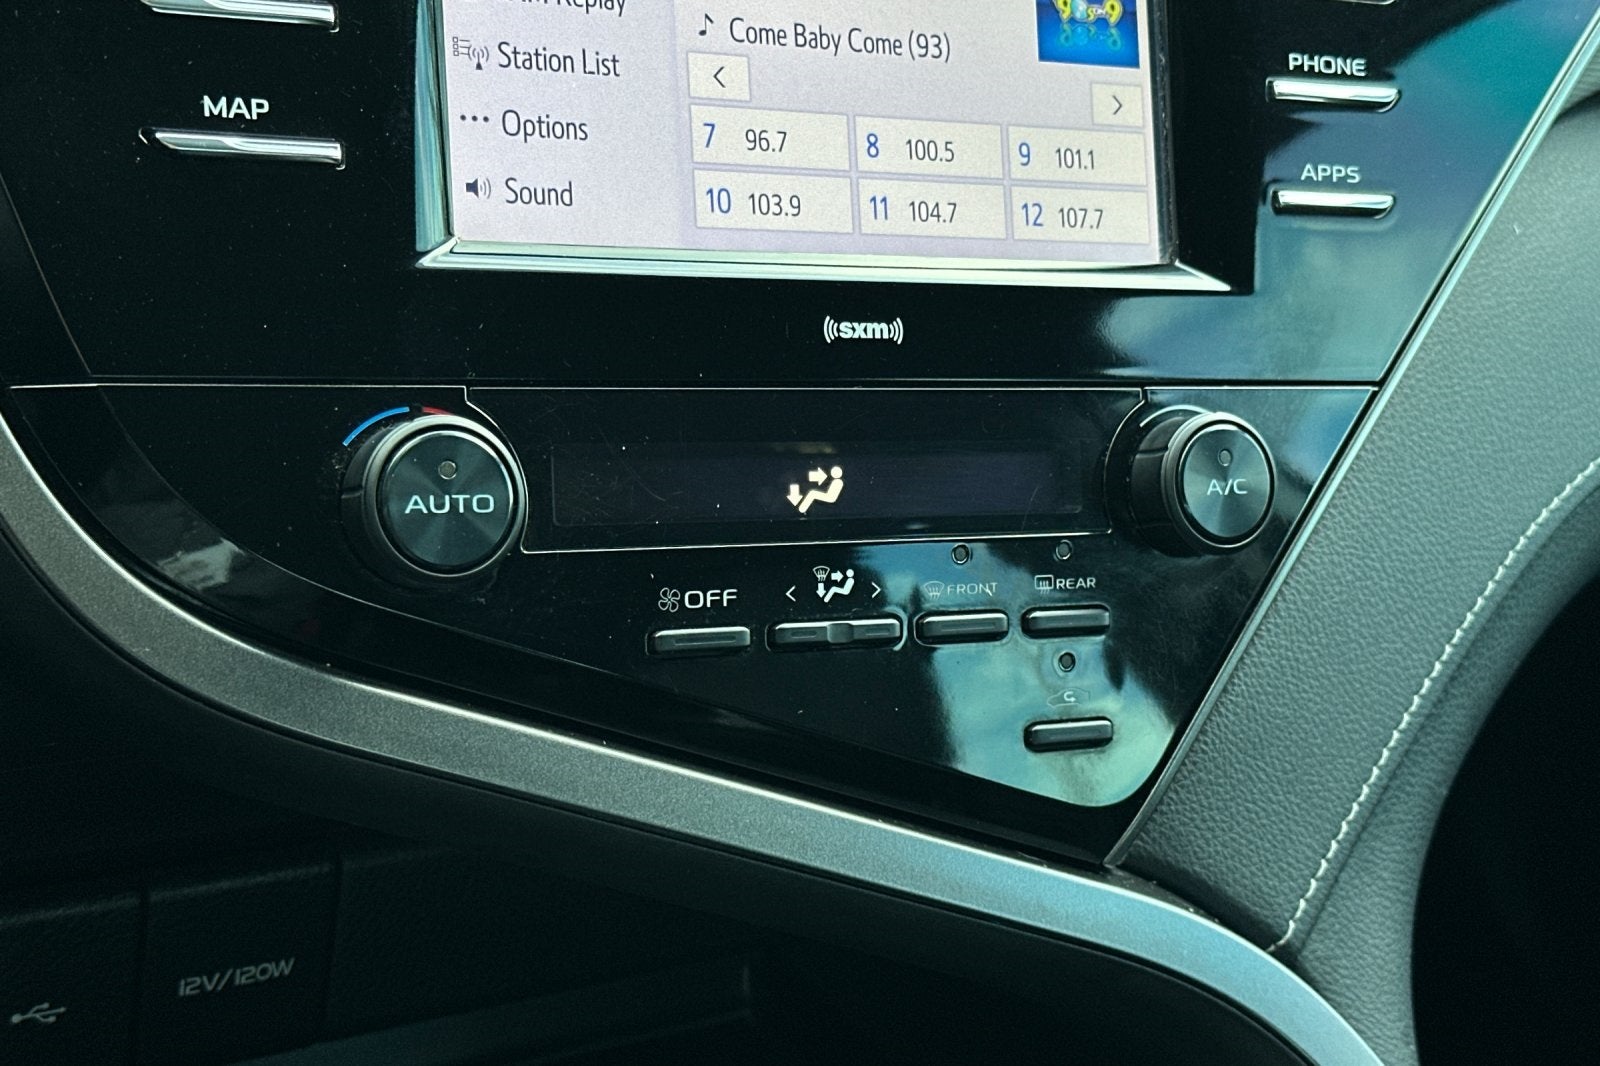 Replay
Come Baby Come (93)
Station List
PHONE
MAP
Options
7 96.7
8 100.5
9 101.1
APPS
Sound
10 103.9
11 104.7
12 107.7
sxm
AUTO
A/C
OFF
< >
FRONT
REAR
12V/120W